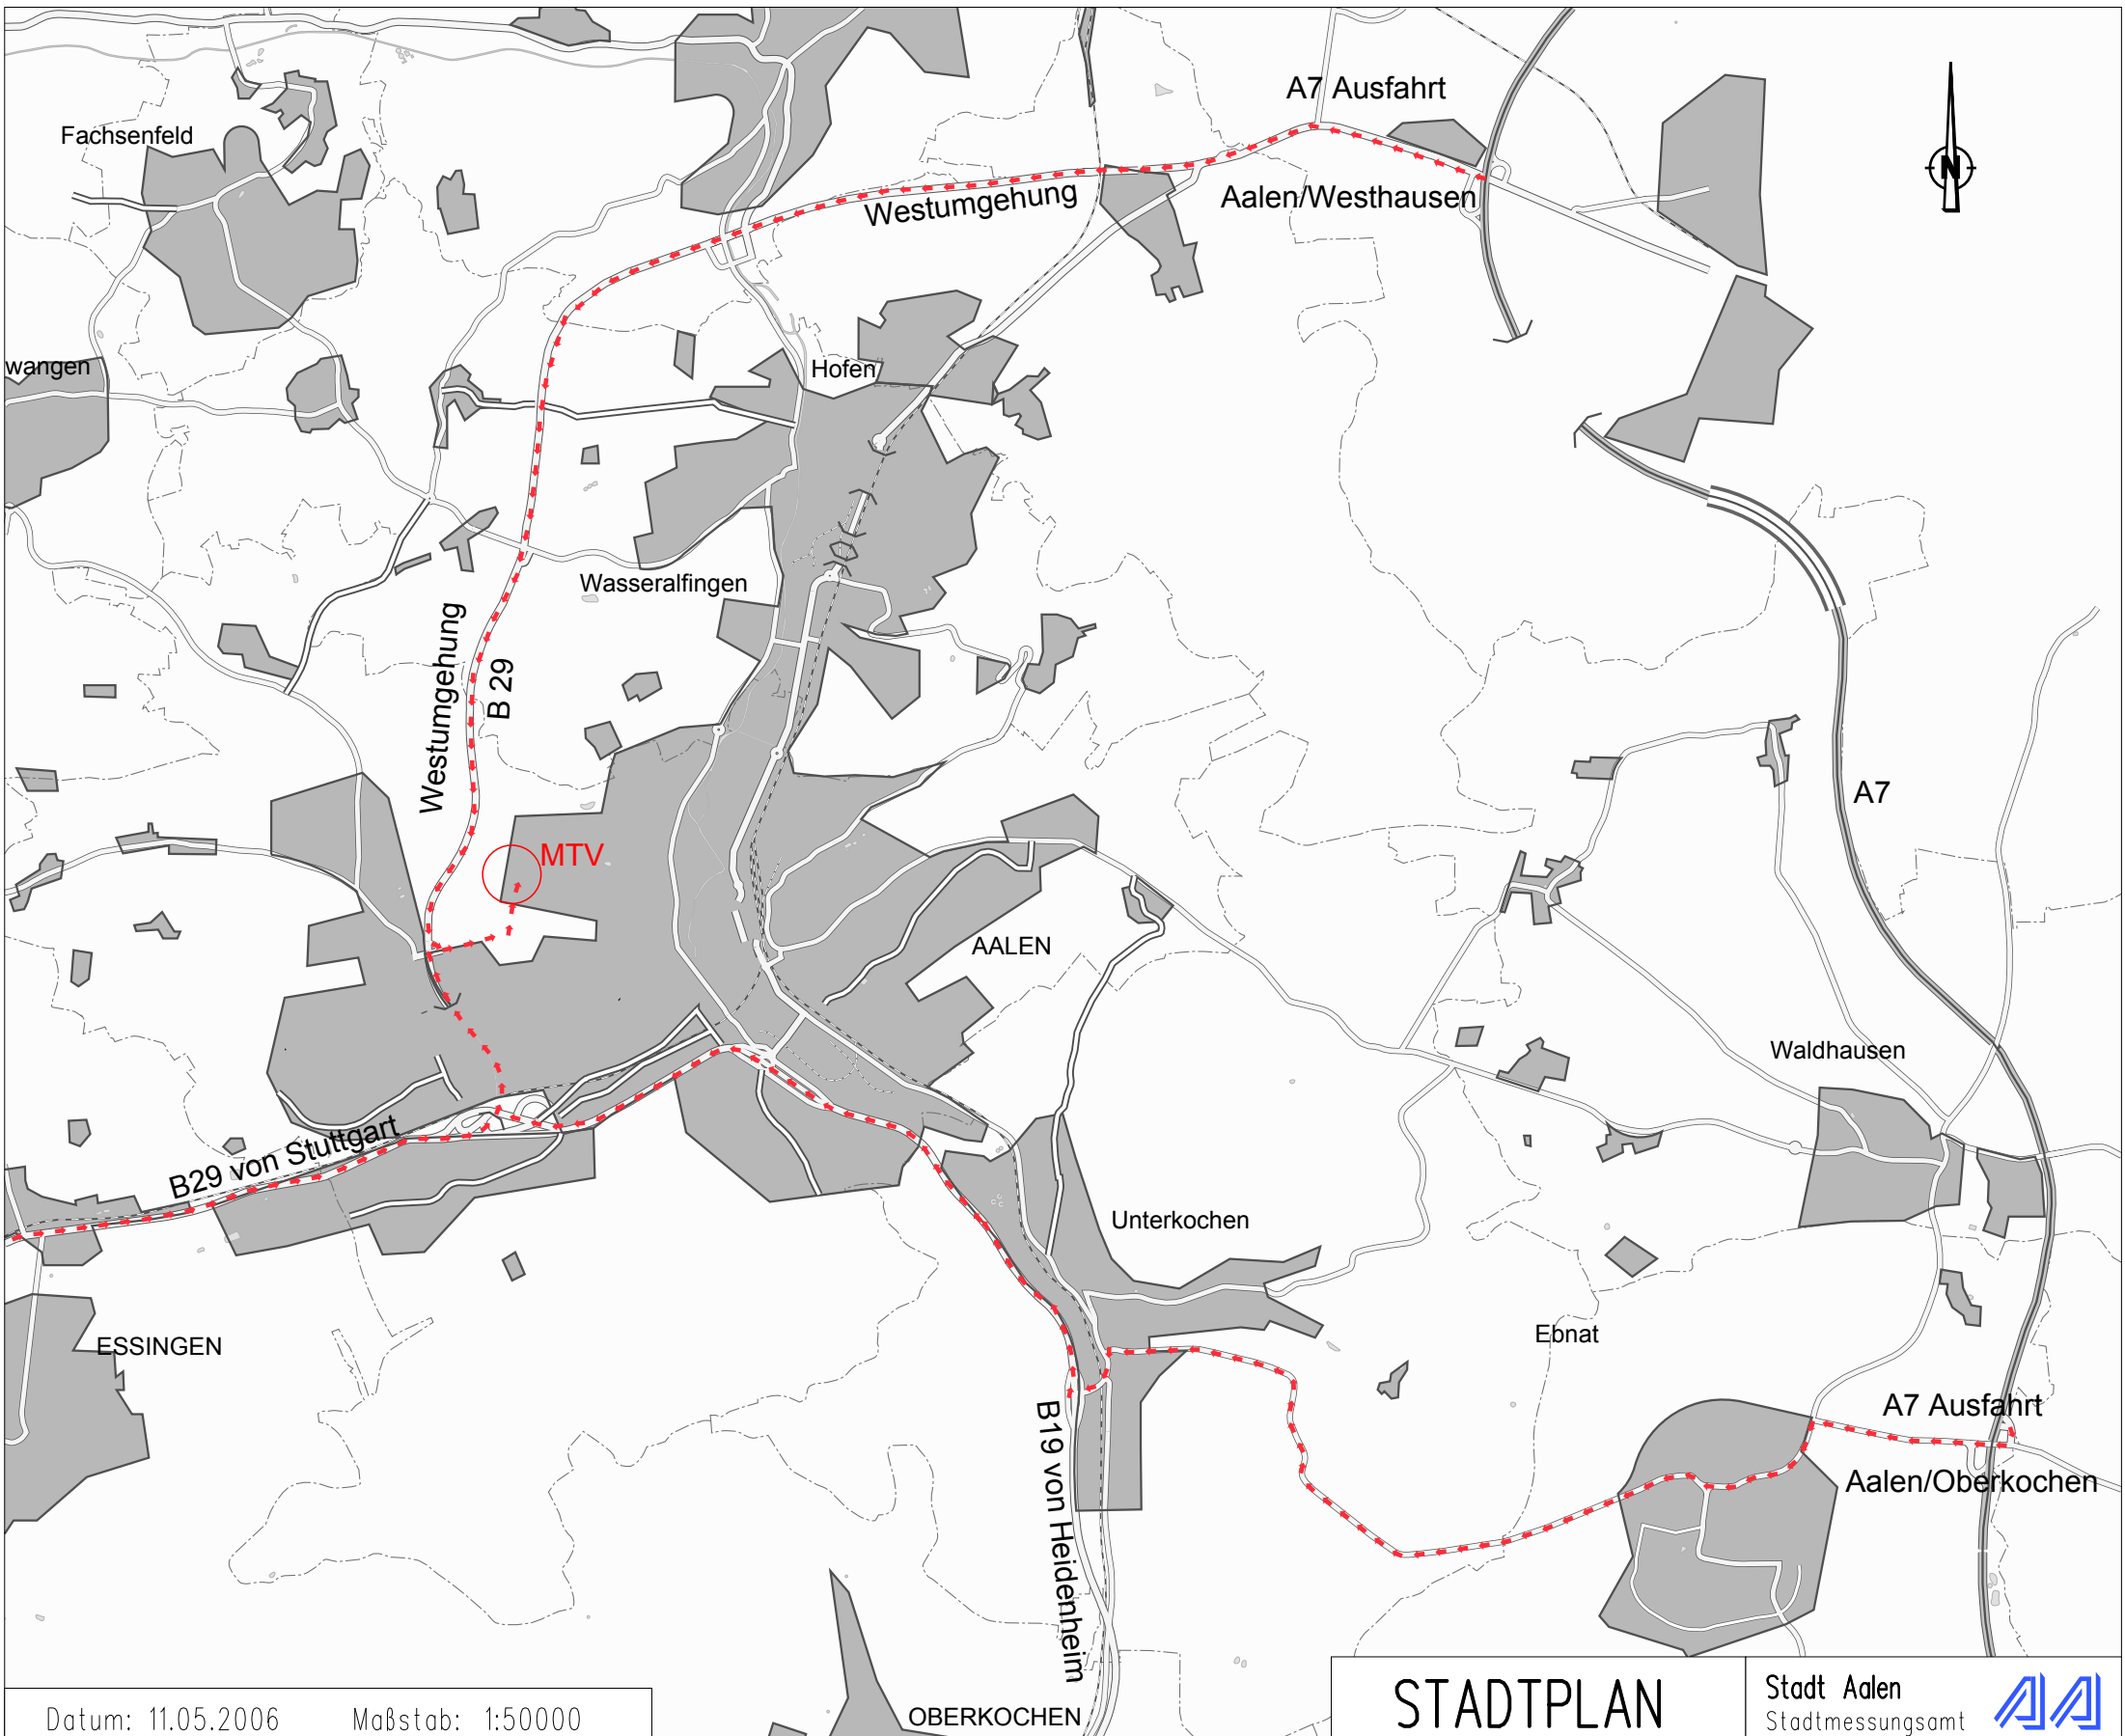 A7 Ausfahrt
Fachsenfeld
N
Aalen/Westhausen
Westumgehung
wangen
Hofen
Wasseralfingen
Westumgehung
B 29
A7
MTV
AALEN
Waldhausen
B29 von Stuttgart
Unterkochen
Ebnat
ESSINGEN
A7 Ausfahrt
Aalen/Oberkochen
B19 von Heidenheim
OBERKOCHEN
Datum: 11.05.2006 Maßstab: 1:50000
STADTPLAN
Stadt Aalen
Stadtmessungsamt